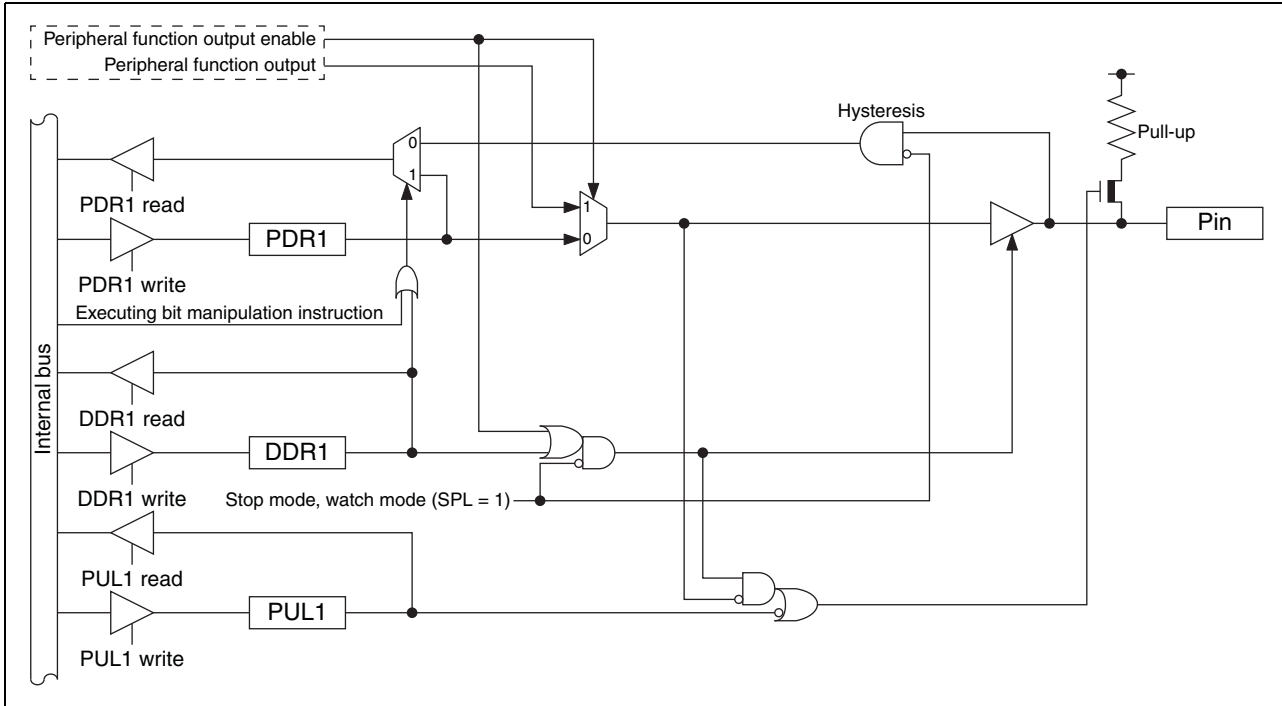 Peripheral function output enable
Peripheral function output
Hysteresis
Pull-up
0
1
PDR1 read
1
0
PDR1
Pin
PDR1 write
Executing bit manipulation instruction
Internal bus
DDR1 read
DDR1
DDR1 write
Stop mode, watch mode (SPL = 1)
PUL1 read
PUL1
PUL1 write